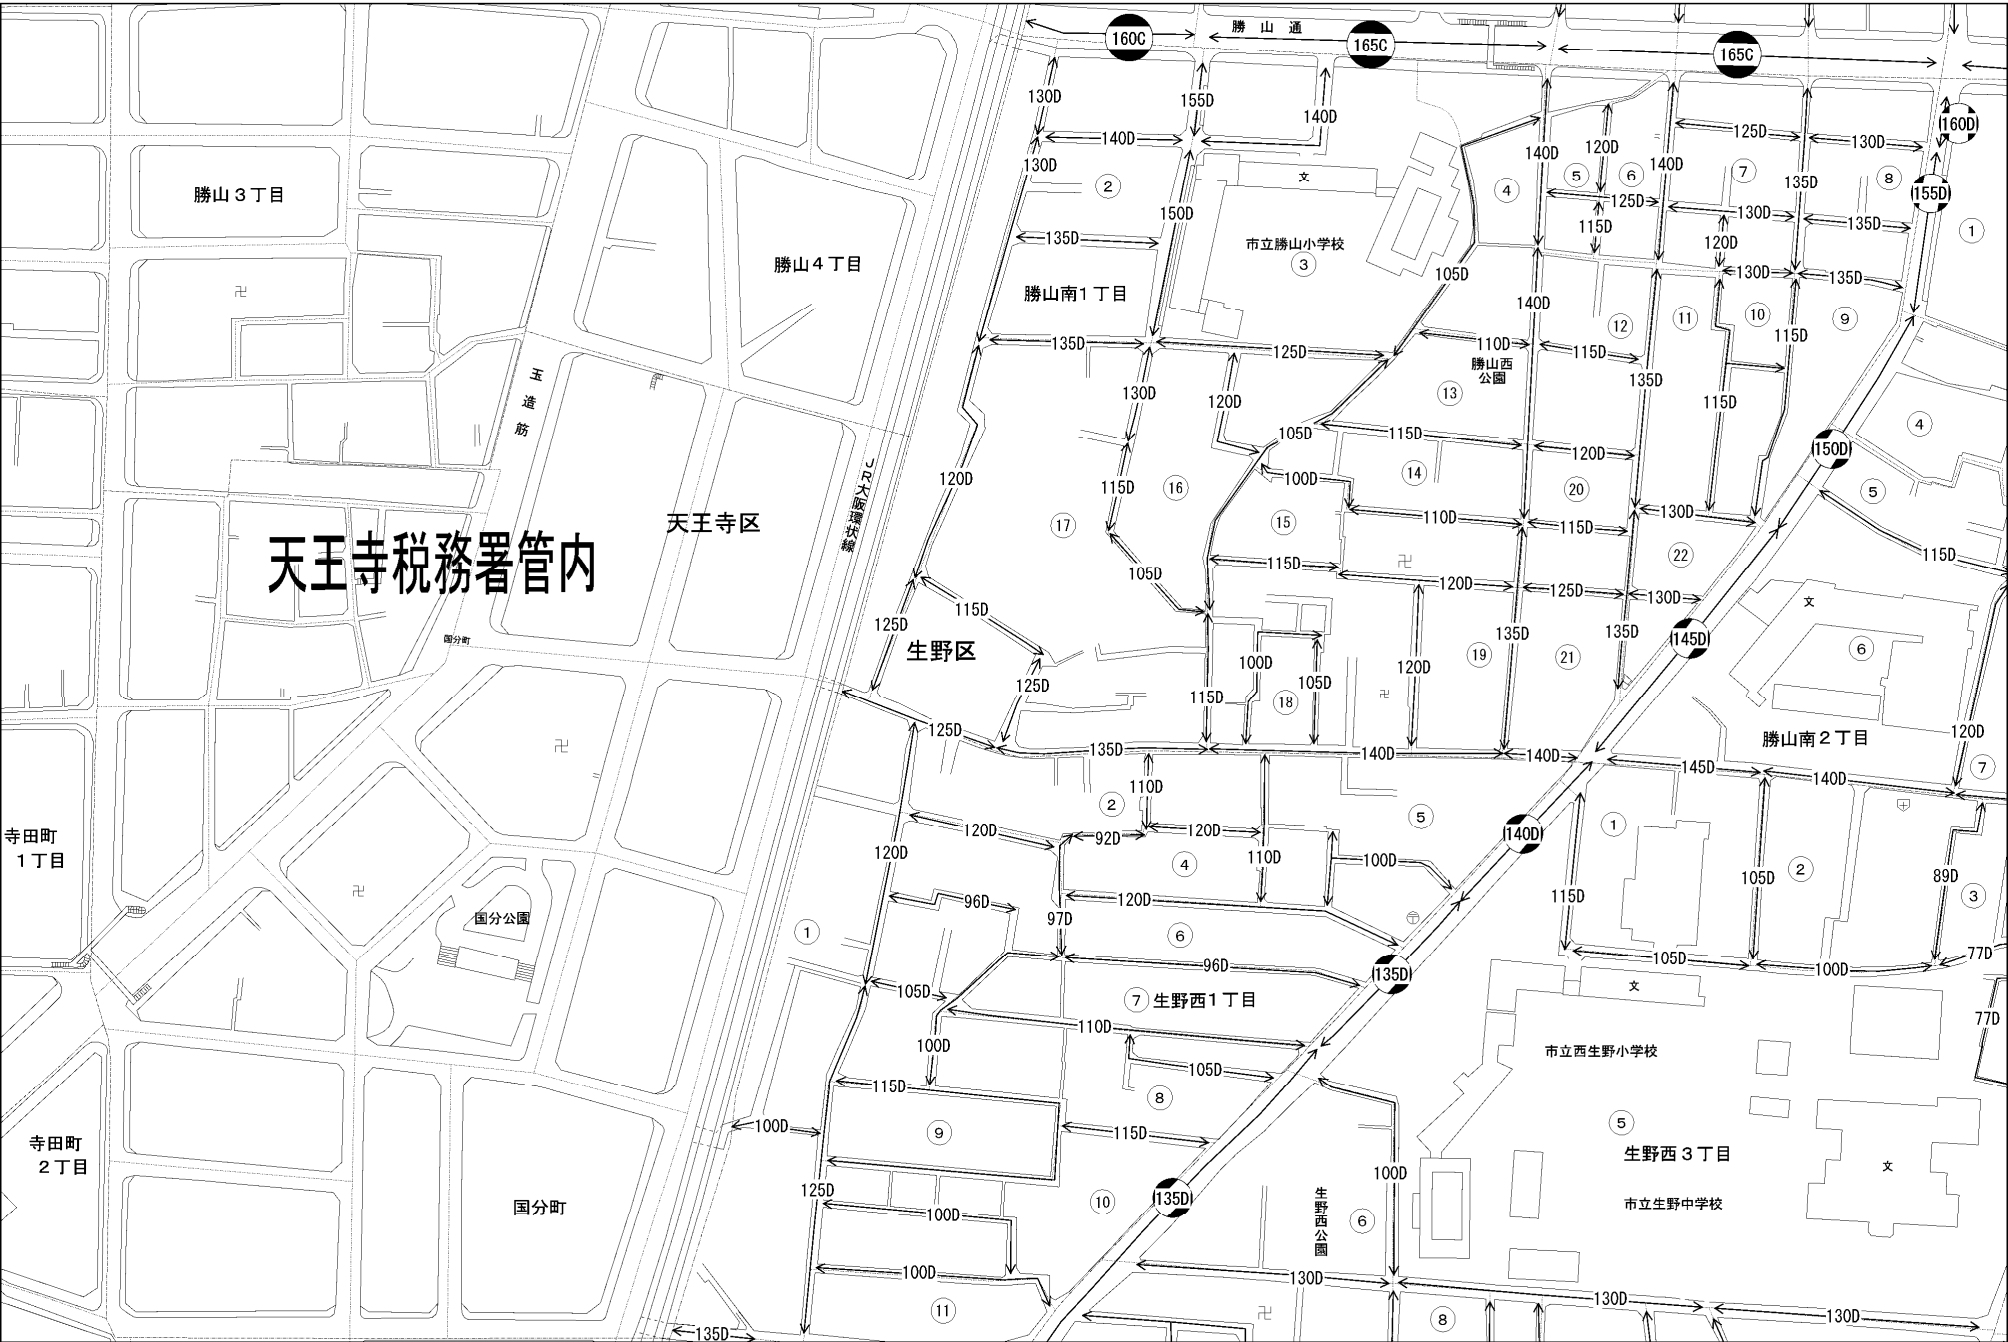 160C
勝山通
165C
165C
130D
155D
140D
140D
130D
②
文
④
140D
⑤
120D
⑥
140D
125D
⑦
130D
135D
⑧
160D
155D
①
勝山3丁目
150D
市立勝山小学校
③
105D
125D
115D
130D
120D
135D
130D
135D
135D
勝山4丁目
勝山南1丁目
140D
⑫
⑪
⑩
⑨
115D
135D
125D
110D
勝山西
公園
115D
135D
玉造筋
130D
120D
⑬
115D
④
105D
115D
120D
150D
JR大阪環状線
120D
115D
⑯
100D
⑭
⑳
⑤
天王寺区
⑰
⑮
110D
115D
130D
天王寺税務署管内
105D
115D
120D
125D
㉒
130D
115D
文
115D
125D
国分町
生野区
100D
105D
120D
135D
⑲
㉑
135D
145D
⑥
125D
115D
⑱
125D
135D
140D
140D
勝山南2丁目
120D
145D
140D
⑦
寺田町
1丁目
②
110D
120D
92D
120D
110D
④
⑤
100D
140D
①
②
105D
115D
89D
③
120D
96D
97D
120D
国分公園
①
⑥
96D
135D
105D
100D
77D
105D
⑦
生野西1丁目
文
110D
77D
100D
市立西生野小学校
115D
105D
⑧
寺田町
2丁目
100D
⑨
115D
⑤
生野西3丁目
文
125D
100D
⑩
135D
100D
生野西公園
⑥
市立生野中学校
国分町
100D
130D
130D
130D
⑪
⑧
135D